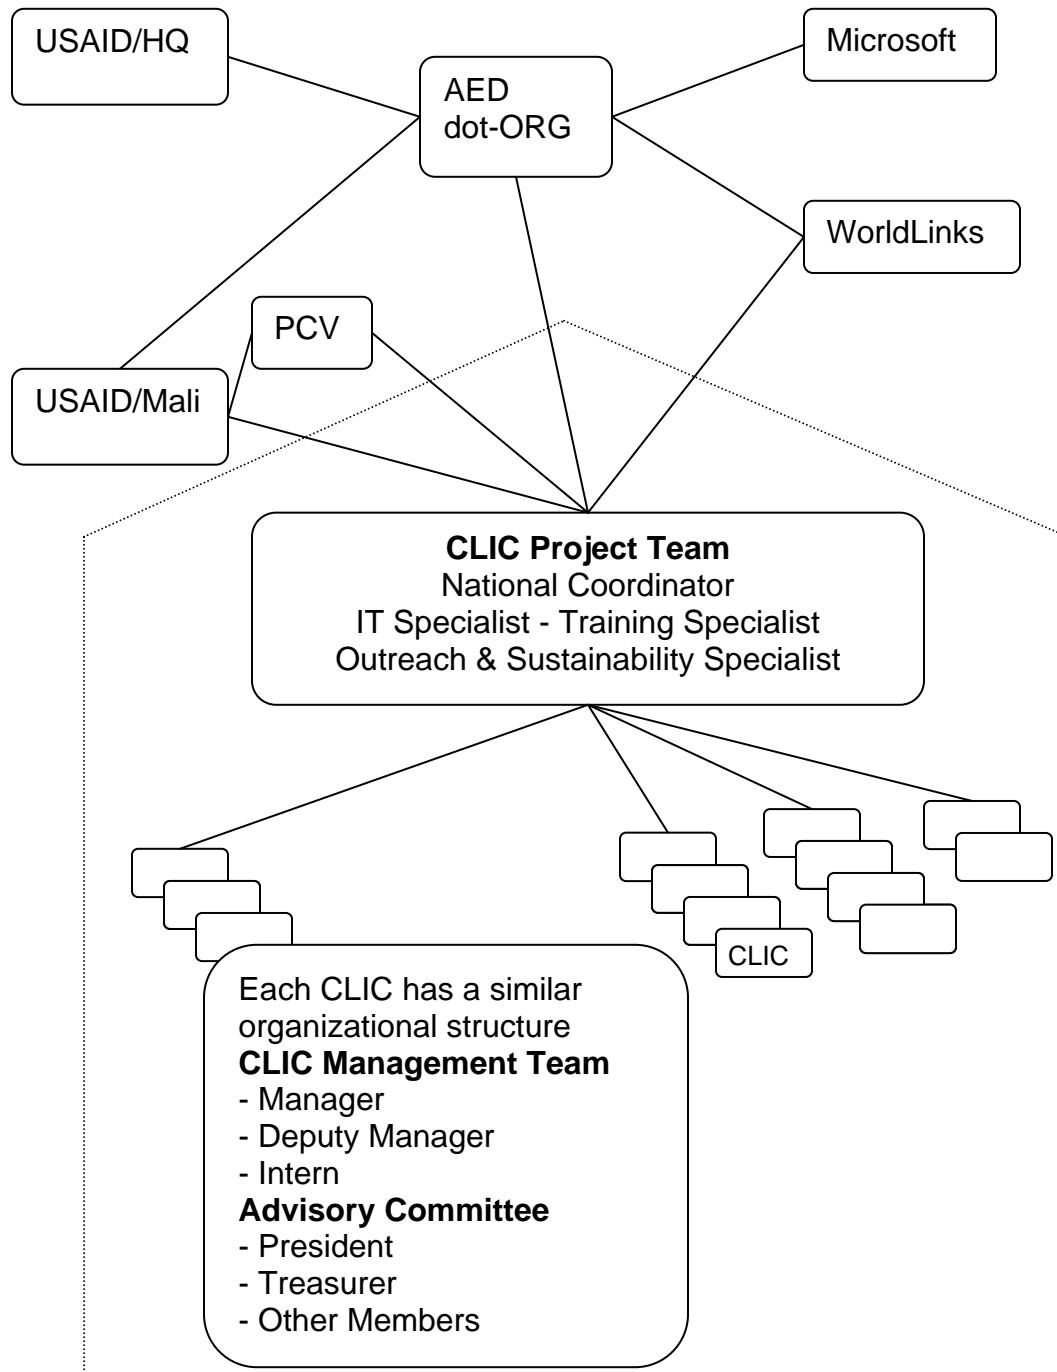 USAID/HQ
Microsoft
AED
dot-ORG
WorldLinks
PCV
USAID/Mali
CLIC Project Team
National Coordinator
IT Specialist - Training Specialist
Outreach & Sustainability Specialist
CLIC
Each CLIC has a similar
organizational structure
CLIC Management Team
- Manager
- Deputy Manager
- Intern
Advisory Committee
- President
- Treasurer
- Other Members